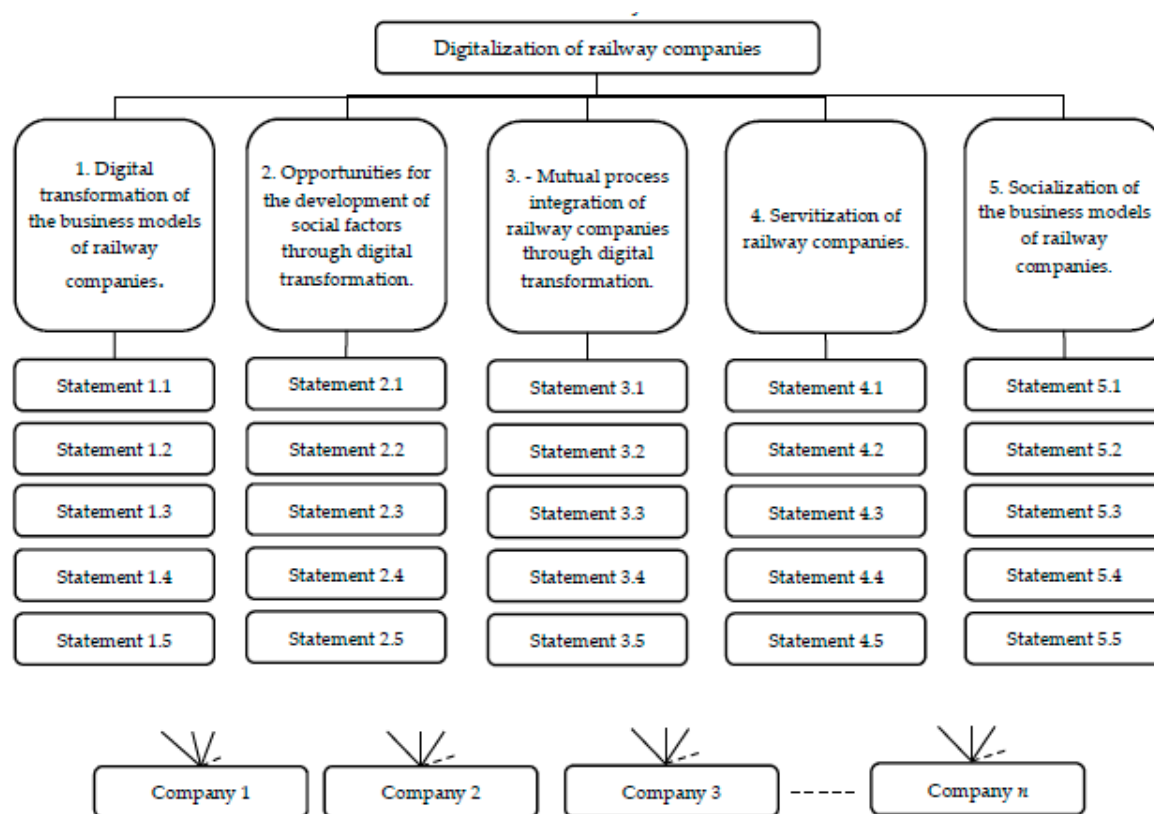 Digitalization of railway companies
1. Digital
transformation of
the business models
of railway
companies.
2. Opportunities for
the development of
social factors
through digital
transformation.
3. - Mutual process
integration of
railway companies
through digital
transformation.
4. Servitization of
railway companies.
5. Socialization of
the business models
of railway
companies.
Statement 1.1
Statement 2.1
Statement 3.1
Statement 4.1
Statement 5.1
Statement 1.2
Statement 2.2
Statement 3.2
Statement 4.2
Statement 5.2
Statement 1.3
Statement 2.3
Statement 3.3
Statement 4.3
Statement 5.3
Statement 1.4
Statement 2.4
Statement 3.4
Statement 4.4
Statement 5.4
Statement 1.5
Statement 2.5
Statement 3.5
Statement 4.5
Statement 5.5
Company 1
Company 2
Company 3
Company n